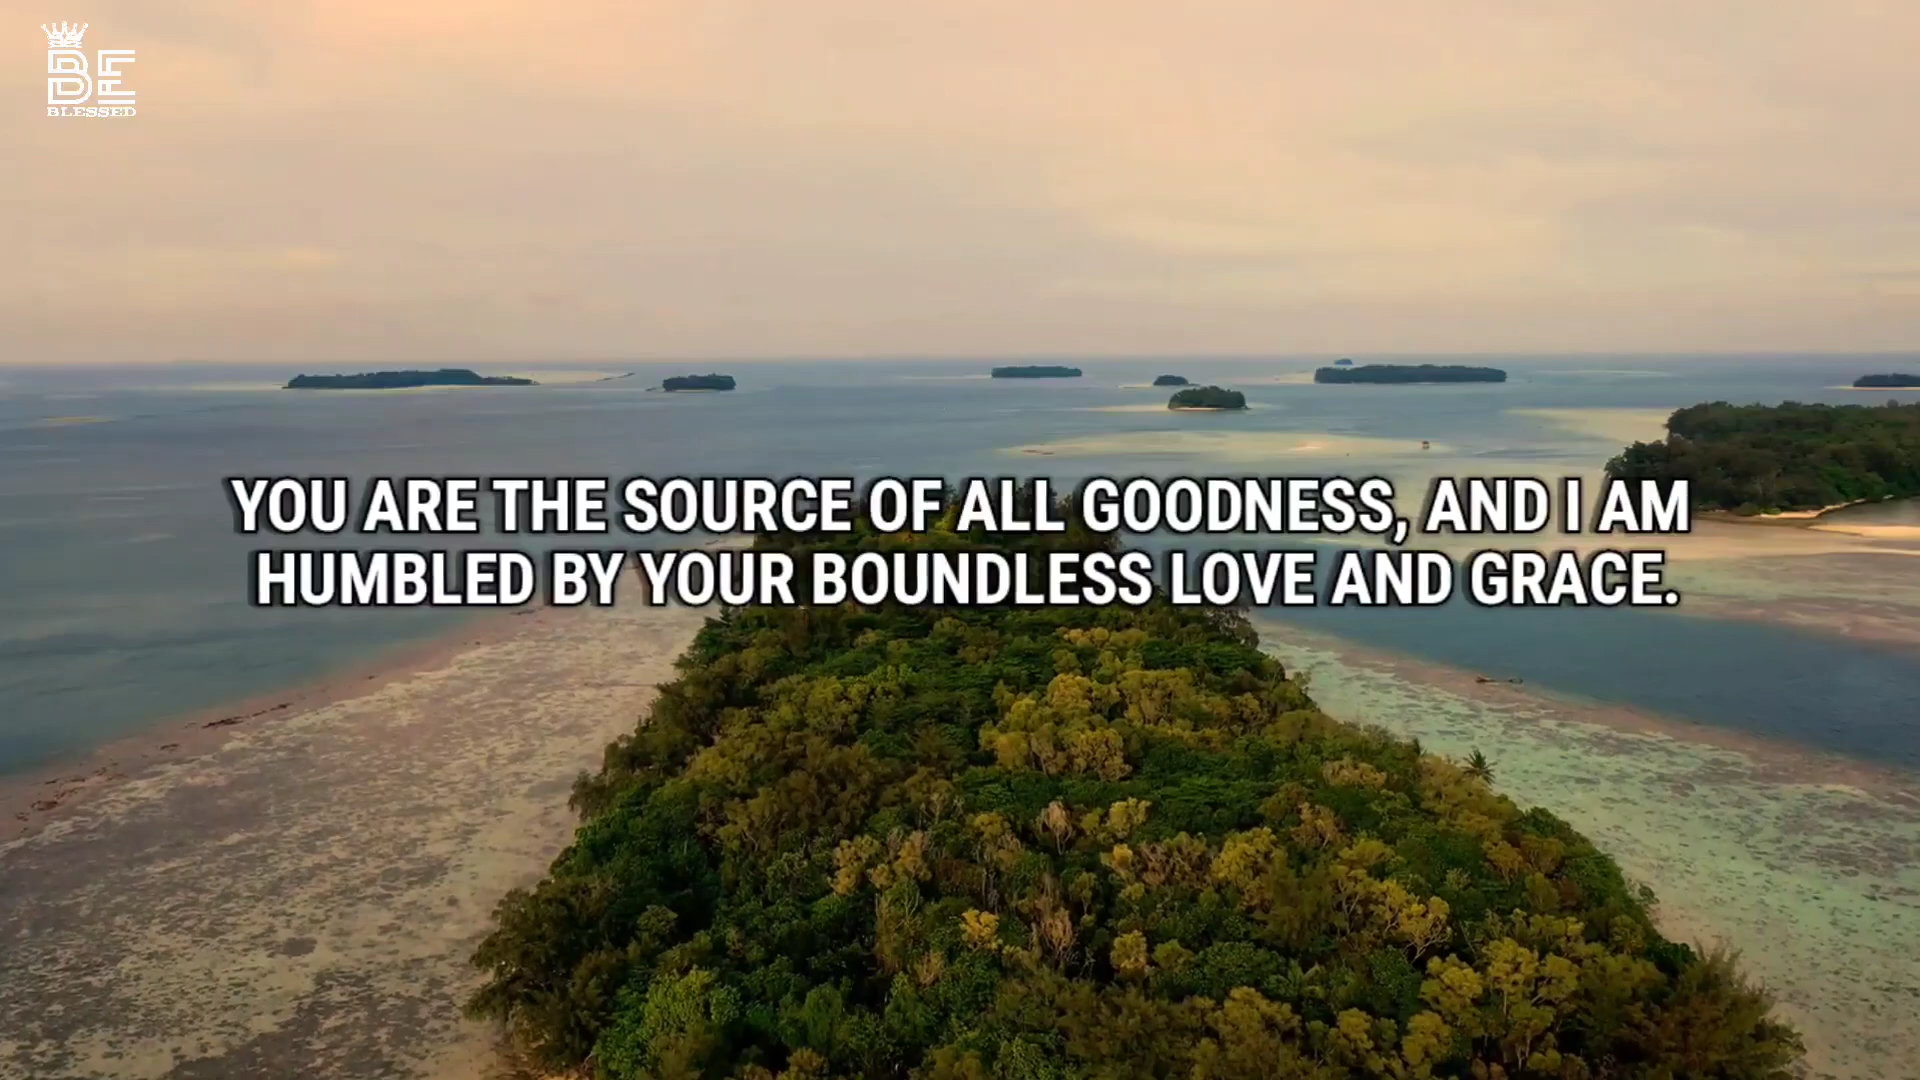 BE
BLESSED
YOU ARE THE SOURCE OF ALL GOODNESS, AND I AM
HUMBLED BY YOUR BOUNDLESS LOVE AND GRACE.